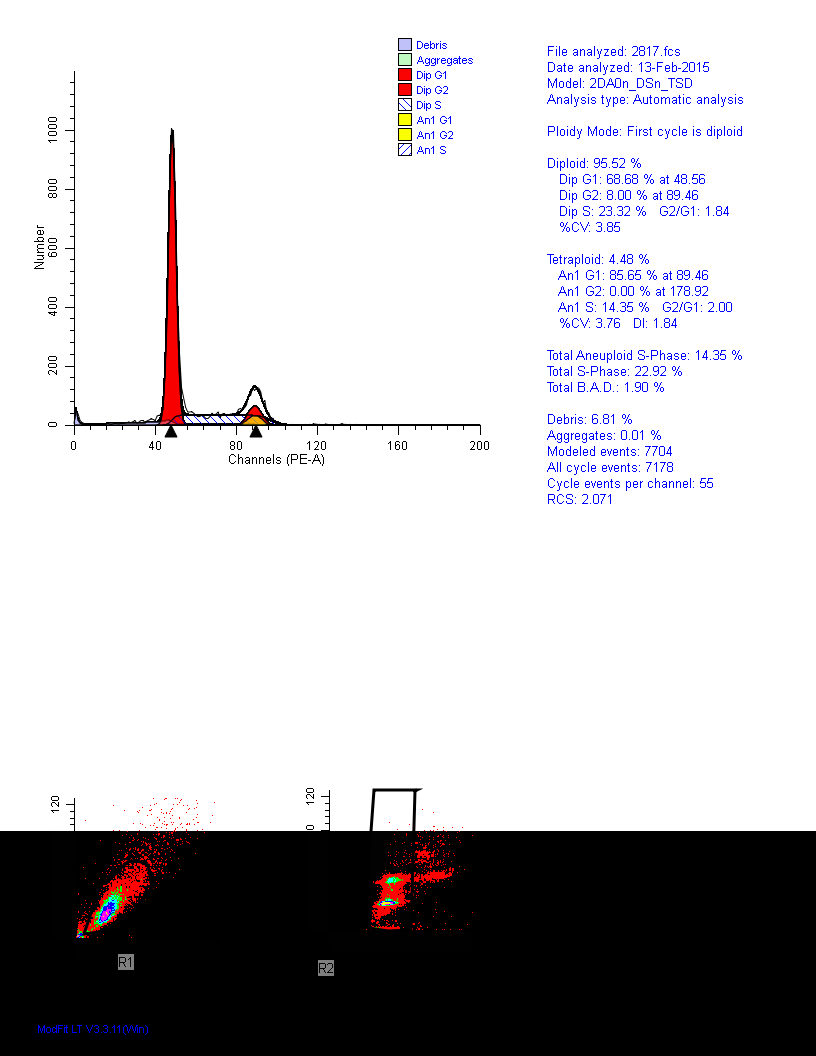 Debris
Aggregates
Dip G1
Dip G2
Dip S
An1 G1
An1 G2
An1 S
File analyzed: 2817.fcs
Date analyzed: 13-Feb-2015
Model: 2DA0n_DSn_TSD
Analysis type: Automatic analysis
Ploidy Mode: First cycle is diploid
Diploid: 95.52 %
Dip G1: 68.68 % at 48.56
Dip G2: 8.00 % at 89.46
Dip S: 23.32 % G2/G1: 1.84
%CV: 3.85
Tetraploid: 4.48 %
An1 G1: 85.65 % at 89.46
An1 G2: 0.00 % at 178.92
An1 S: 14.35 % G2/G1: 2.00
%CV: 3.76 DI: 1.84
Total Aneuploid S-Phase: 14.35 %
Total S-Phase: 22.92 %
Total B.A.D.: 1.90 %
Debris: 6.81 %
Aggregates: 0.01 %
Modeled events: 7704
All cycle events: 7178
Cycle events per channel: 55
RCS: 2.071
Number
1000
800
600
400
200
0
0 40 80 120 160 200
Channels (PE-A)
120
120
R1
R2
ModFit LT V3.3.11(Win)